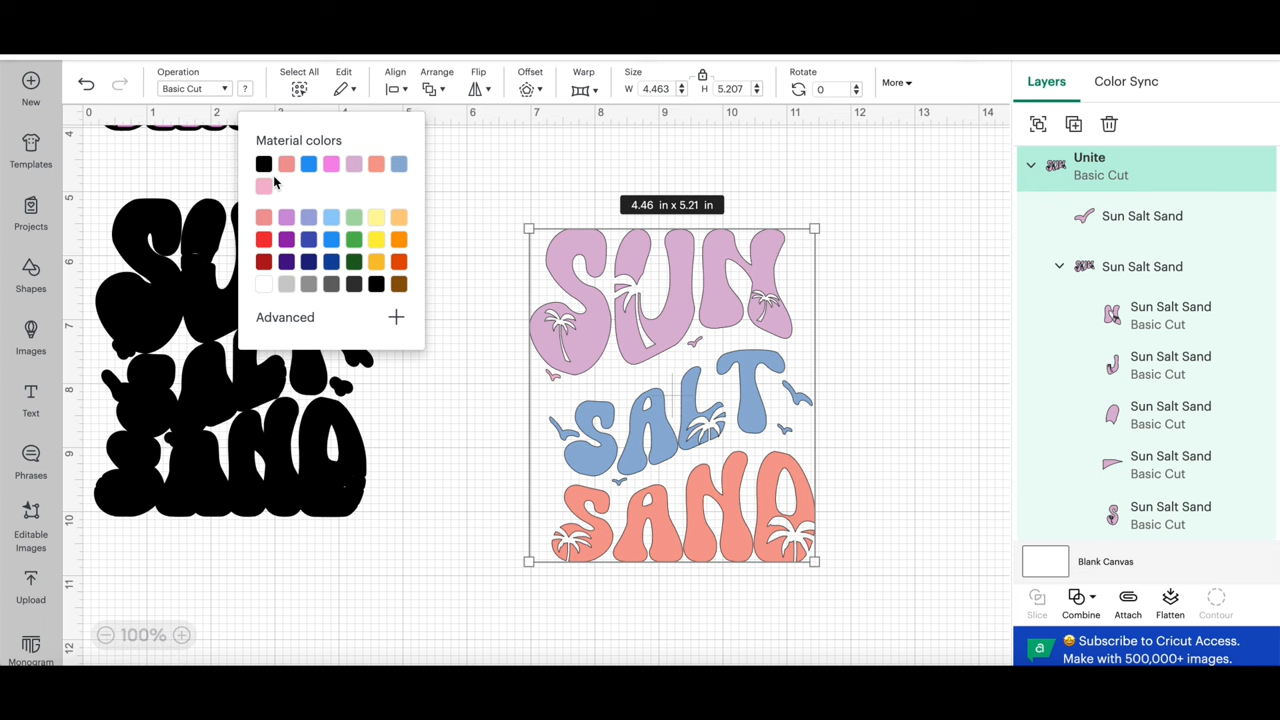 Operation
Basic Cut
?
Select All
Edit
Align
Arrange
Flip
Offset
Warp
Size
W 4.463
H 5.207
Rotate
0
More
Layers
Color Sync
New
Templates
Projects
Shapes
Images
Text
Phrases
Editable
Images
Upload
Monogram
0 1 2 3 4 5 6 7 8 9 10 11 12 13 14
4
5
6
7
8
9
10
11
12
Material colors
Advanced
SUN
SALT
SAND
4.46 in x 5.21 in
SUN
SALT
SAND
100%
Unite
Basic Cut
Sun Salt Sand
Sun Salt Sand
Sun Salt Sand
Basic Cut
Sun Salt Sand
Basic Cut
Sun Salt Sand
Basic Cut
Sun Salt Sand
Basic Cut
Sun Salt Sand
Basic Cut
Blank Canvas
Slice
Combine
Attach
Flatten
Contour
a
Subscribe to Cricut Access.
Make with 500,000+ images.